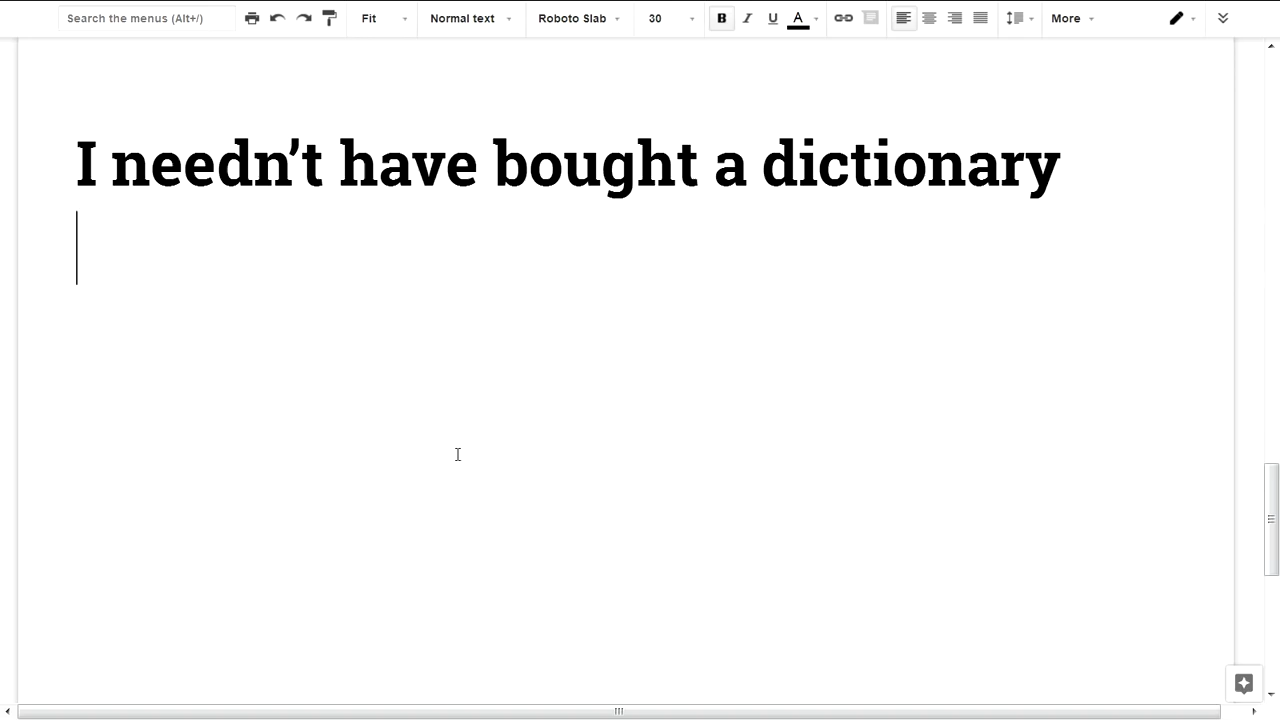 Search the menus (Alt+/) Fit Normal text Roboto Slab 30 B I U A More
I needn’t have bought a dictionary